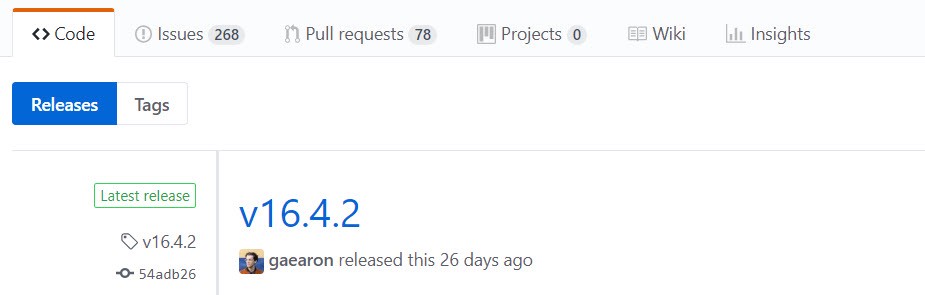 Code Issues 268 Pull requests 78 Projects 0 Wiki Insights
Releases Tags
Latest release
v16.4.2
54adb26
v16.4.2
gaearon released this 26 days ago